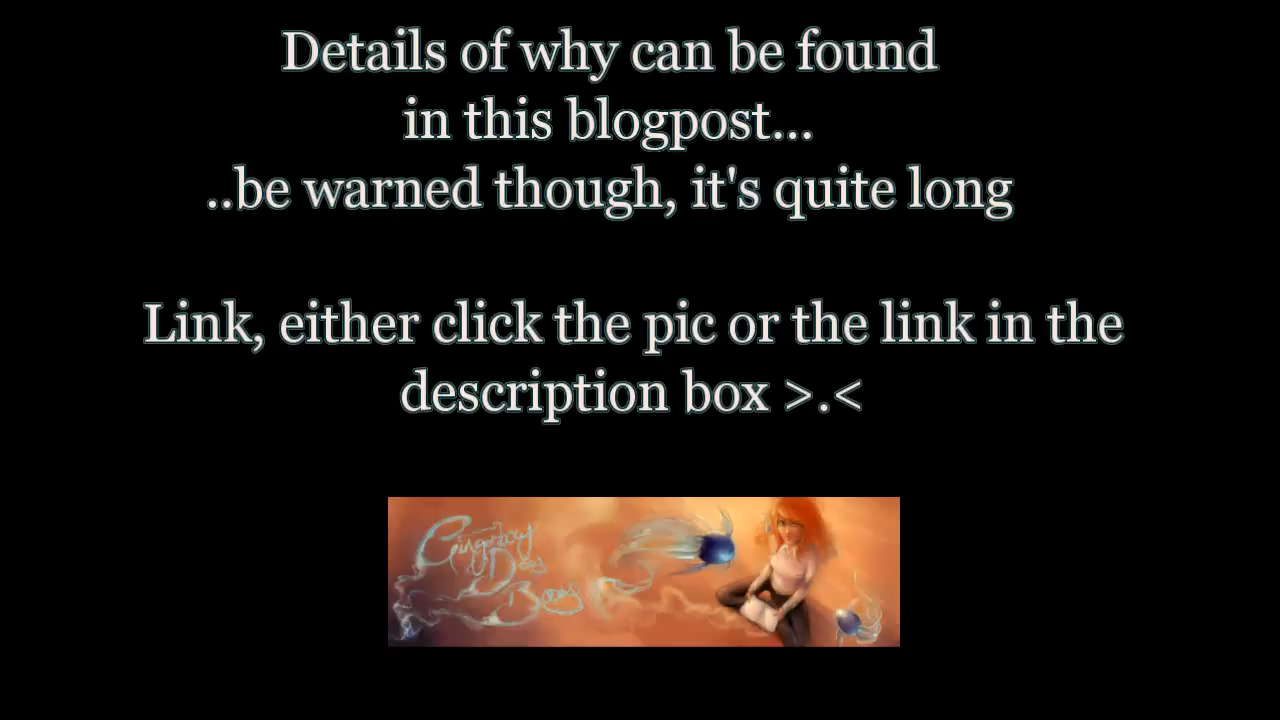 Details of why can be found
in this blogpost...
..be warned though, it's quite long
Link, either click the pic or the link in the
description box >.<
Does